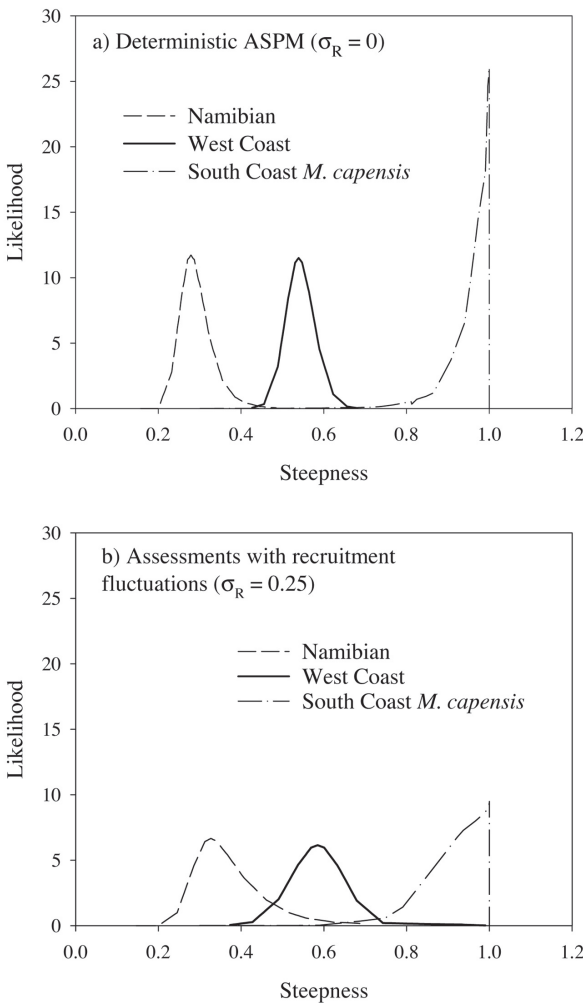 30
a) Deterministic ASPM (σR = 0)
25
Namibian
20
West Coast
South Coast M. capensis
15
10
5
0
Likelihood
0.0 0.2 0.4 0.6 0.8 1.0 1.2
Steepness
30
b) Assessments with recruitment
fluctuations (σR = 0.25)
25
Namibian
20
West Coast
South Coast M. capensis
15
10
5
0
Likelihood
0.0 0.2 0.4 0.6 0.8 1.0 1.2
Steepness